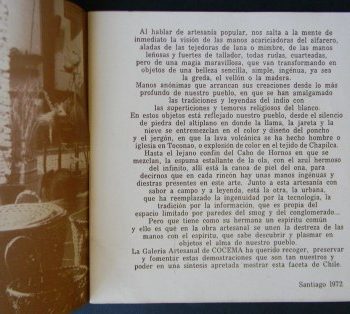 Al hablar de artesanía popular, nos salta a la mente de
inmediato la visión de las manos acariciadoras del alfarero,
aladas de las tejedoras de lana o mimbre, de las manos
leñosas y fuertes de tallador, todas rudas, cuarteadas,
pero de una magia maravillosa, que van transformando en
objetos de una belleza sencilla, simple, ingénua, ya sea
la greda, el vellón o la madera.
Manos anónimas que arrancan sus creaciones desde lo más
profundo de nuestro pueblo, en que se han smalgamado
las tradiciones y leyendas del indio con
las supersticiones y temores religiosos del blanco.
En estos objetos está reflejado nuestro pueblo, desde el silencio
de piedra del altiplano en donde la llama, la jareta y la
nieve se entremezclan en el color y diseño del poncho
y el jergón, en que la lava volcánica se ha hecho hombre o
iglesia en Toconao, o explosión de color en el tejido de Chapilca.
Hasta el lejano confín del Cabo de Hornos en que se
mezclan, la espuma estallante de la ola, con el azul hermoso
del infinito, allí está la canoa de piel del ona, para
decirnos que en cada rincón hay unas manos ingénuas y
diestras presentes en este arte. Junto a esta artesanía con
sabor a campo y a leyenda, está la otra, la urbana,
que ha reemplazado la ingenuidad por la tecnología, la
tradición por la información, que es propia del
espacio limitado por paredes del smog y del conglomerado...
Pero que tiene como su hermana un espíritu común
y ello es que en la obra artesanal se unen la destreza de las
manos con el espíritu, que sabe descubrir y plasmar en
objetos el alma de nuestro pueblo.
La Galería Artesanal de COCEMA ha querido recoger, preservar
y fomentar estas demostraciones que son tan nuestras y
poder en una síntesis apretada mostrar esta faceta de Chile.
Santiago 1972